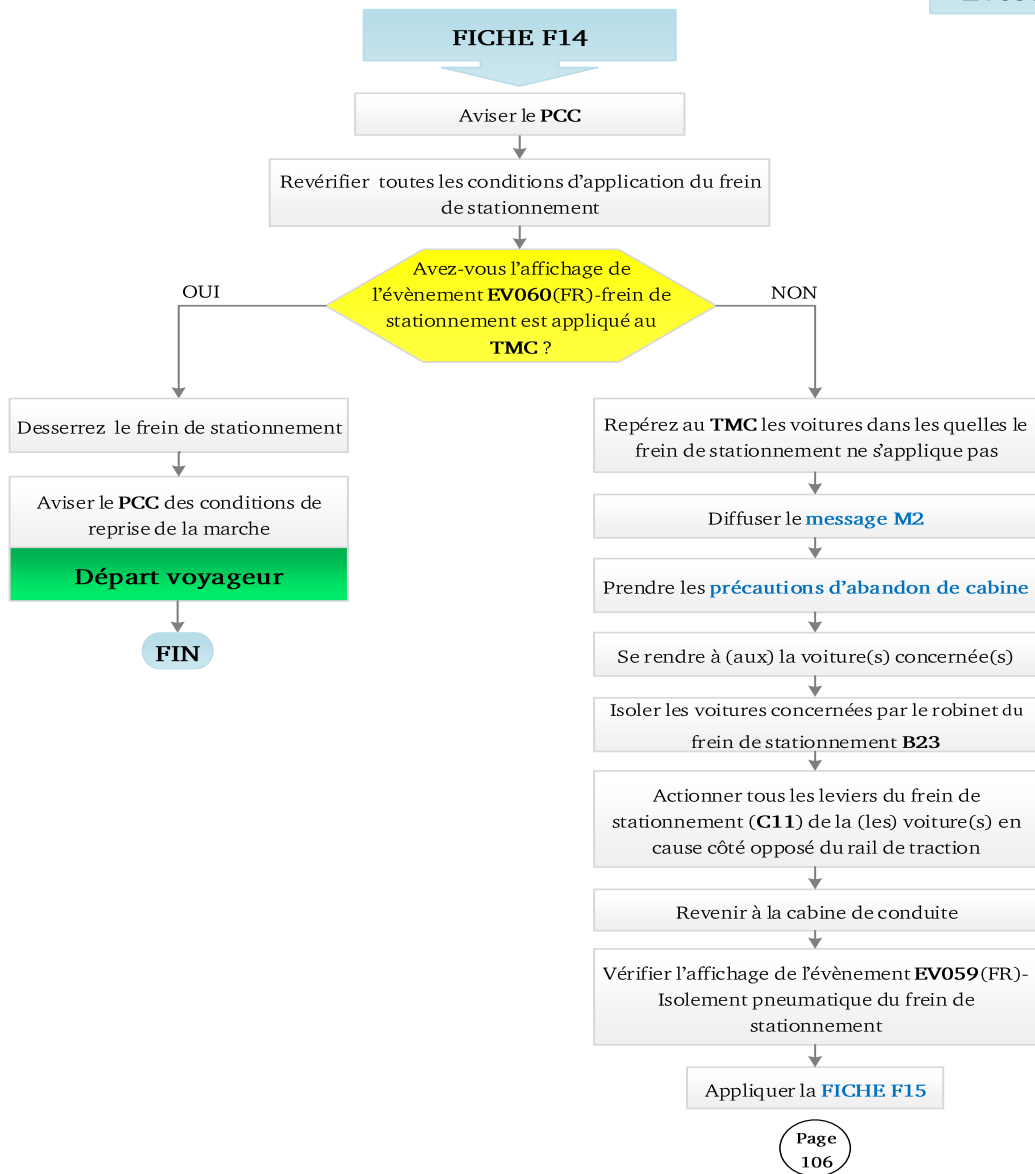 FICHE F14
Aviser le PCC
Revérifier toutes les conditions d'application du frein
de stationnement
Avez-vous l'affichage de
l'évènement EV060(FR)-frein de
stationnement est appliqué au
TMC ?
OUI
NON
Desserrez le frein de stationnement
Aviser le PCC des conditions de
reprise de la marche
Départ voyageur
FIN
Repérez au TMC les voitures dans les quelles le
frein de stationnement ne s'applique pas
Diffuser le message M2
Prendre les précautions d'abandon de cabine
Se rendre à (aux) la voiture(s) concernée(s)
Isoler les voitures concernées par le robinet du
frein de stationnement B23
Actionner tous les leviers du frein de
stationnement (C11) de la (les) voiture(s) en
cause côté opposé du rail de traction
Revenir à la cabine de conduite
Vérifier l'affichage de l'évènement EV059(FR)-
Isolement pneumatique du frein de
stationnement
Appliquer la FICHE F15
Page
106